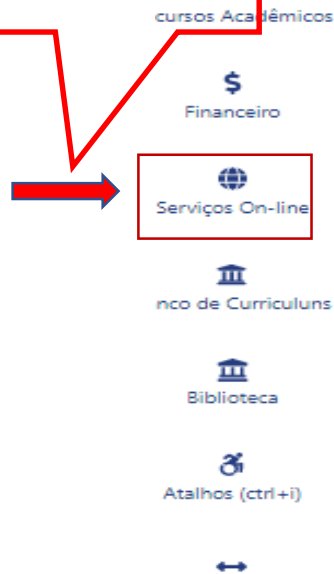 cursos Acadêmicos
Financeiro
Serviços On-line
nco de Curriculuns
Biblioteca
Atalhos (ctrl+i)